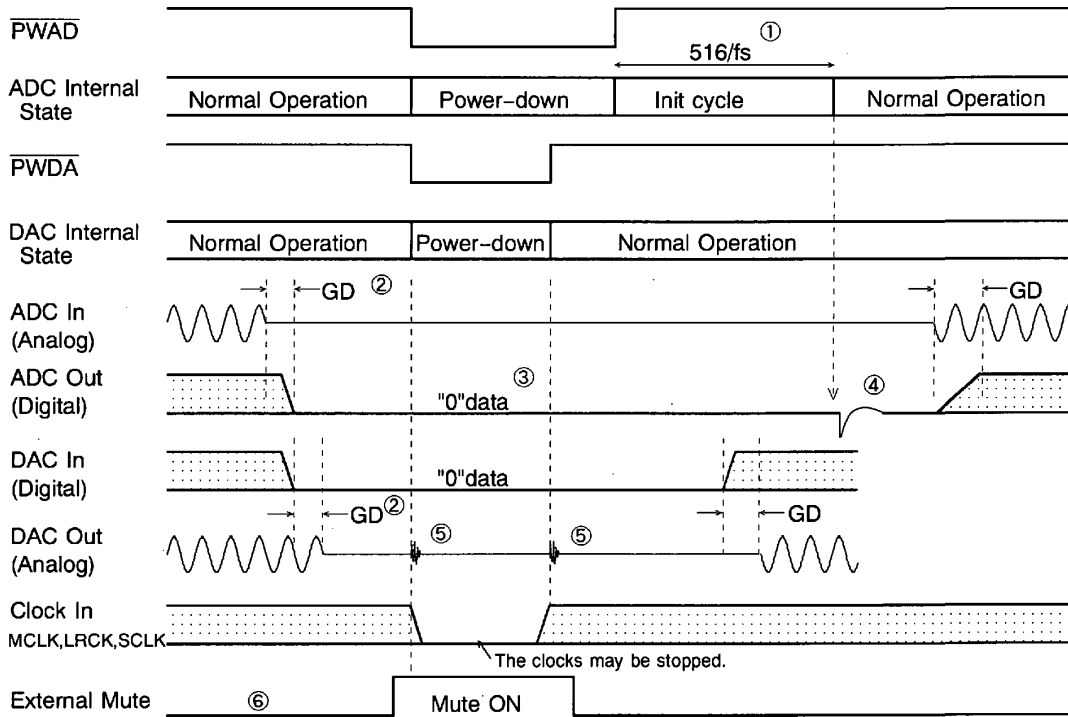 PWAD
①
516/fs
ADC Internal
State
Normal Operation
Power-down
Init cycle
Normal Operation
PWDA
DAC Internal
State
Normal Operation
Power-down
Normal Operation
GD ②
GD
ADC In
(Analog)
ADC Out
(Digital)
③
"0"data
④
DAC In
(Digital)
"0"data
GD②
GD
DAC Out
(Analog)
⑤
⑤
Clock In
MCLK,LRCK,SCLK
The clocks may be stopped.
External Mute
⑥
Mute ON